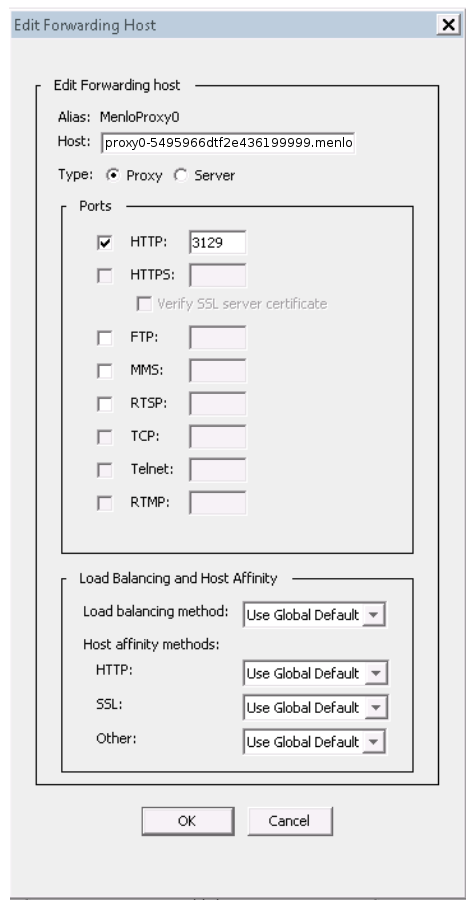 Edit Forwarding Host
Edit Forwarding host
Alias: MenloProxy0
Host: proxy0-5495966dtf2e436199999.menlo
Type: Proxy Server
Ports
HTTP: 3129
HTTPS:
Verify SSL server certificate
FTP:
MMS:
RTSP:
TCP:
Telnet:
RTMP:
Load Balancing and Host Affinity
Load balancing method: Use Global Default
Host affinity methods:
HTTP: Use Global Default
SSL: Use Global Default
Other: Use Global Default
OK Cancel